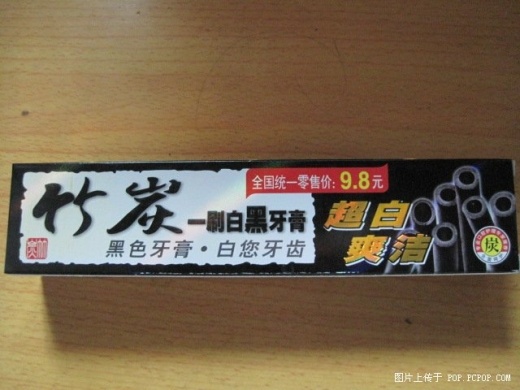 全国统一零售价:9.8元
竹炭
一刷白黑牙膏
黑色牙膏·白您牙齿
超白
爽洁
炭
图片上传于 POP.PCPOP.COM